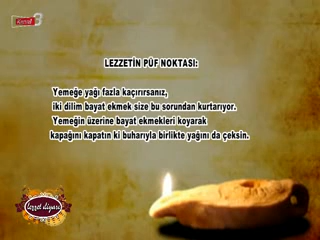 LEZZETİN PÜF NOKTASI:
Yemeğe yağı fazla kaçırırsanız,
iki dilim bayat ekmek size bu sorundan kurtarıyor.
Yemeğin üzerine bayat ekmekleri koyarak
kapağını kapatın ki buharıyla birlikte yağını da çeksin.
lezzet diyarı